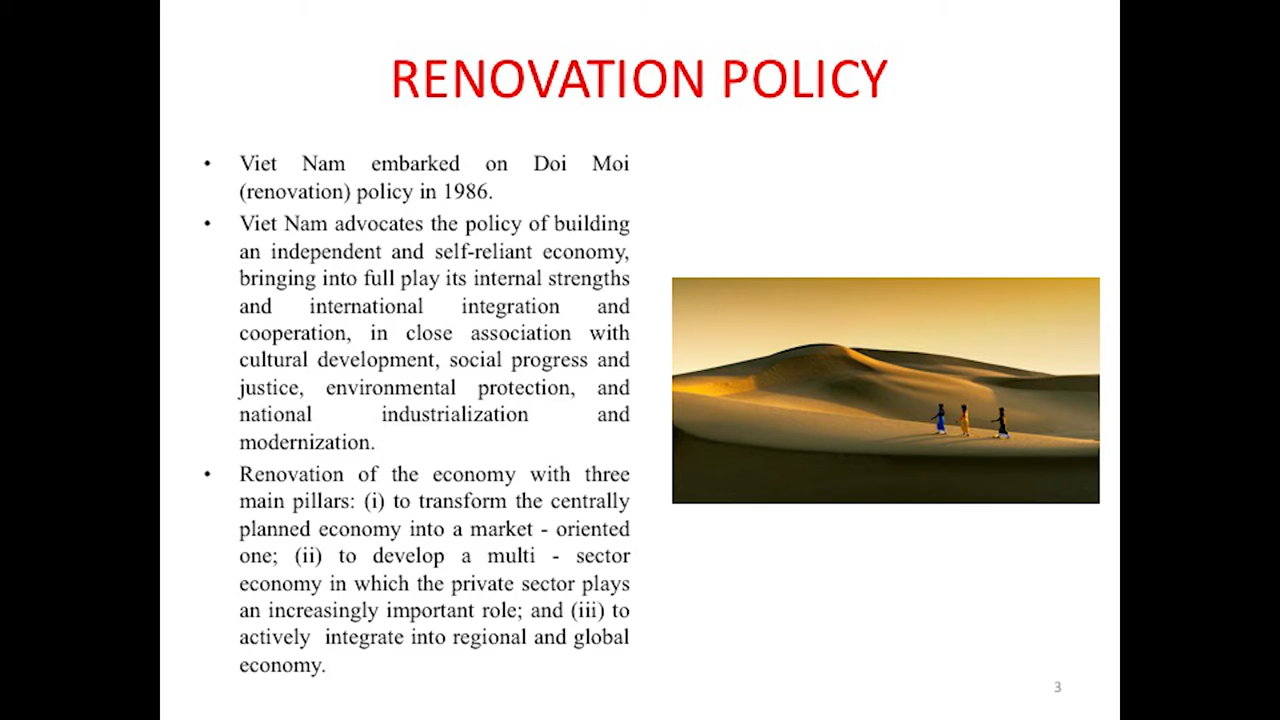 RENOVATION POLICY
• Viet Nam embarked on Doi Moi
(renovation) policy in 1986.
• Viet Nam advocates the policy of building
an independent and self-reliant economy,
bringing into full play its internal strengths
and international integration and
cooperation, in close association with
cultural development, social progress and
justice, environmental protection, and
national industrialization and
modernization.
• Renovation of the economy with three
main pillars: (i) to transform the centrally
planned economy into a market - oriented
one; (ii) to develop a multi - sector
economy in which the private sector plays
an increasingly important role; and (iii) to
actively integrate into regional and global
economy.
3